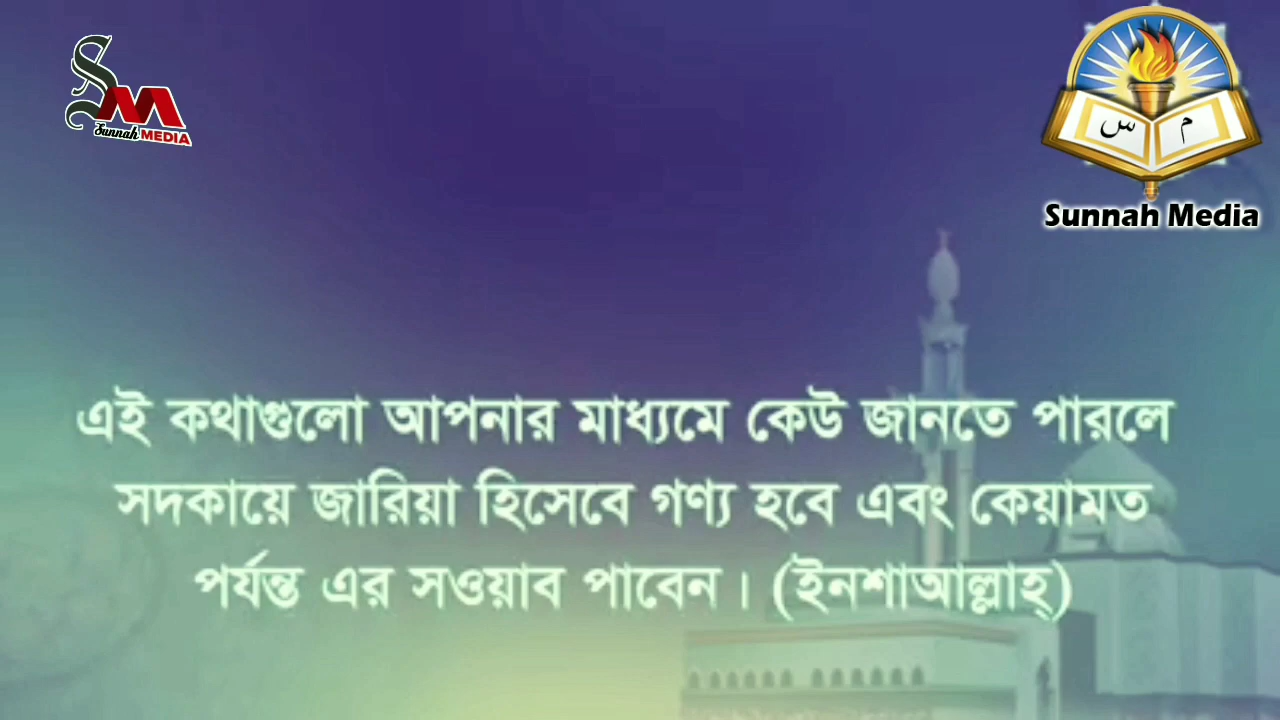 SM
Sunnah MEDIA
س م
Sunnah Media
এই কথাগুলো আপনার মাধ্যমে কেউ জানতে পারলে
সদকায়ে জারিয়া হিসেবে গণ্য হবে এবং কেয়ামত
পর্যন্ত এর সওয়াব পাবেন। (ইনশাআল্লাহ্)